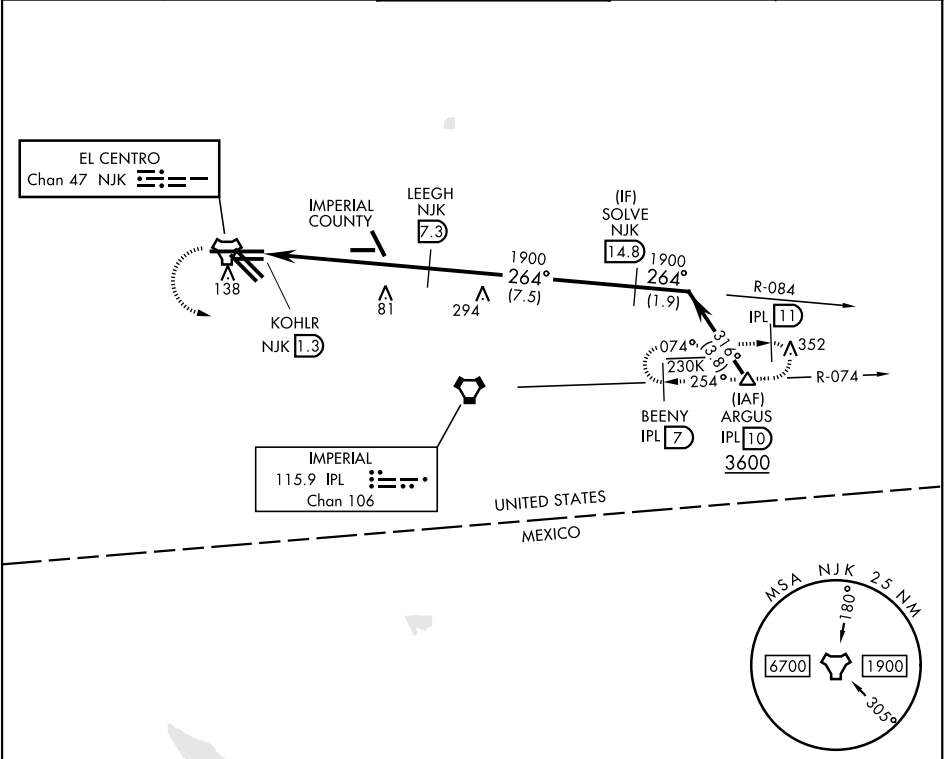 EL CENTRO
Chan 47 NJK
138
KOHLR
NJK 1.3
IMPERIAL
COUNTY
81
LEEGH
NJK
7.3
294
1900
264°
(7.5)
(IF)
SOLVE
NJK
14.8
1900
264°
(1.9)
R-084
IPL 11
352
316°
(3.8)
074°
230K
254°
R-074
BEENY
IPL 7
(IAF)
ARGUS
IPL 10
3600
IMPERIAL
115.9 IPL
Chan 106
UNITED STATES
MEXICO
MSA NJK 25 NM
180°
6700
1900
305°